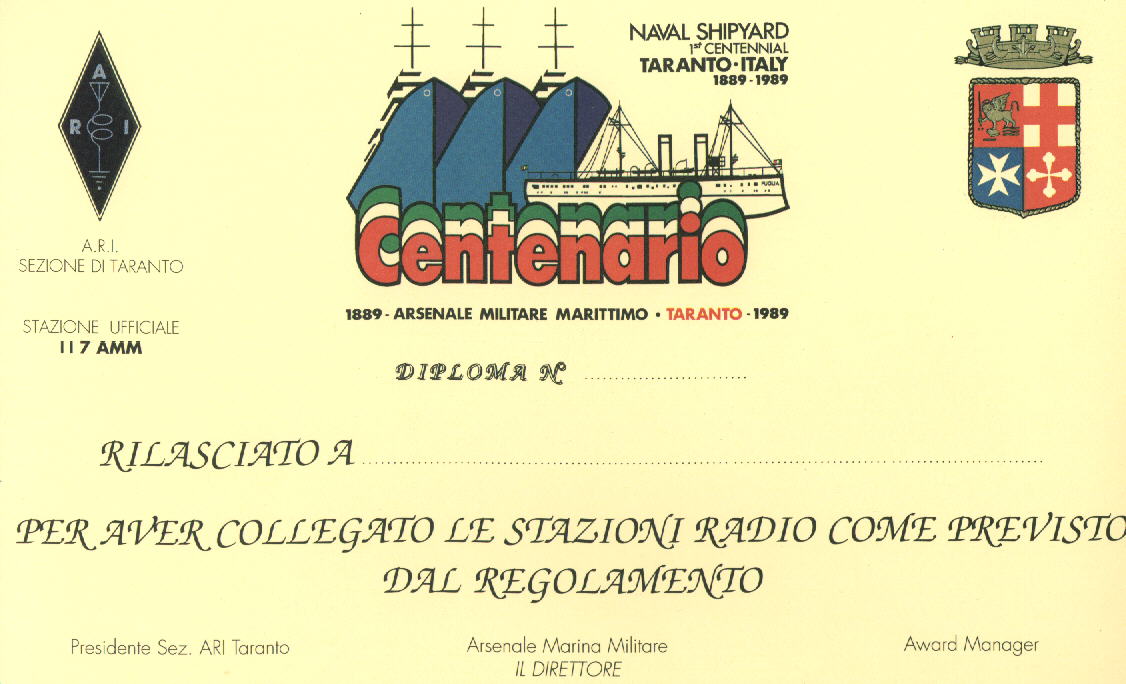 A
R I
A.R.I.
SEZIONE DI TARANTO
STAZIONE UFFICIALE
II7 AMM
NAVAL SHIPYARD
1st CENTENNIAL
TARANTO·ITALY
1889-1989
PUGLIA
Centenario
1889 - ARSENALE MILITARE MARITTIMO · TARANTO - 1989
DIPLOMA N°
RILASCIATO A
PER AVER COLLEGATO LE STAZIONI RADIO COME PREVISTO
DAL REGOLAMENTO
Presidente Sez. ARI Taranto
Arsenale Marina Militare
IL DIRETTORE
Award Manager